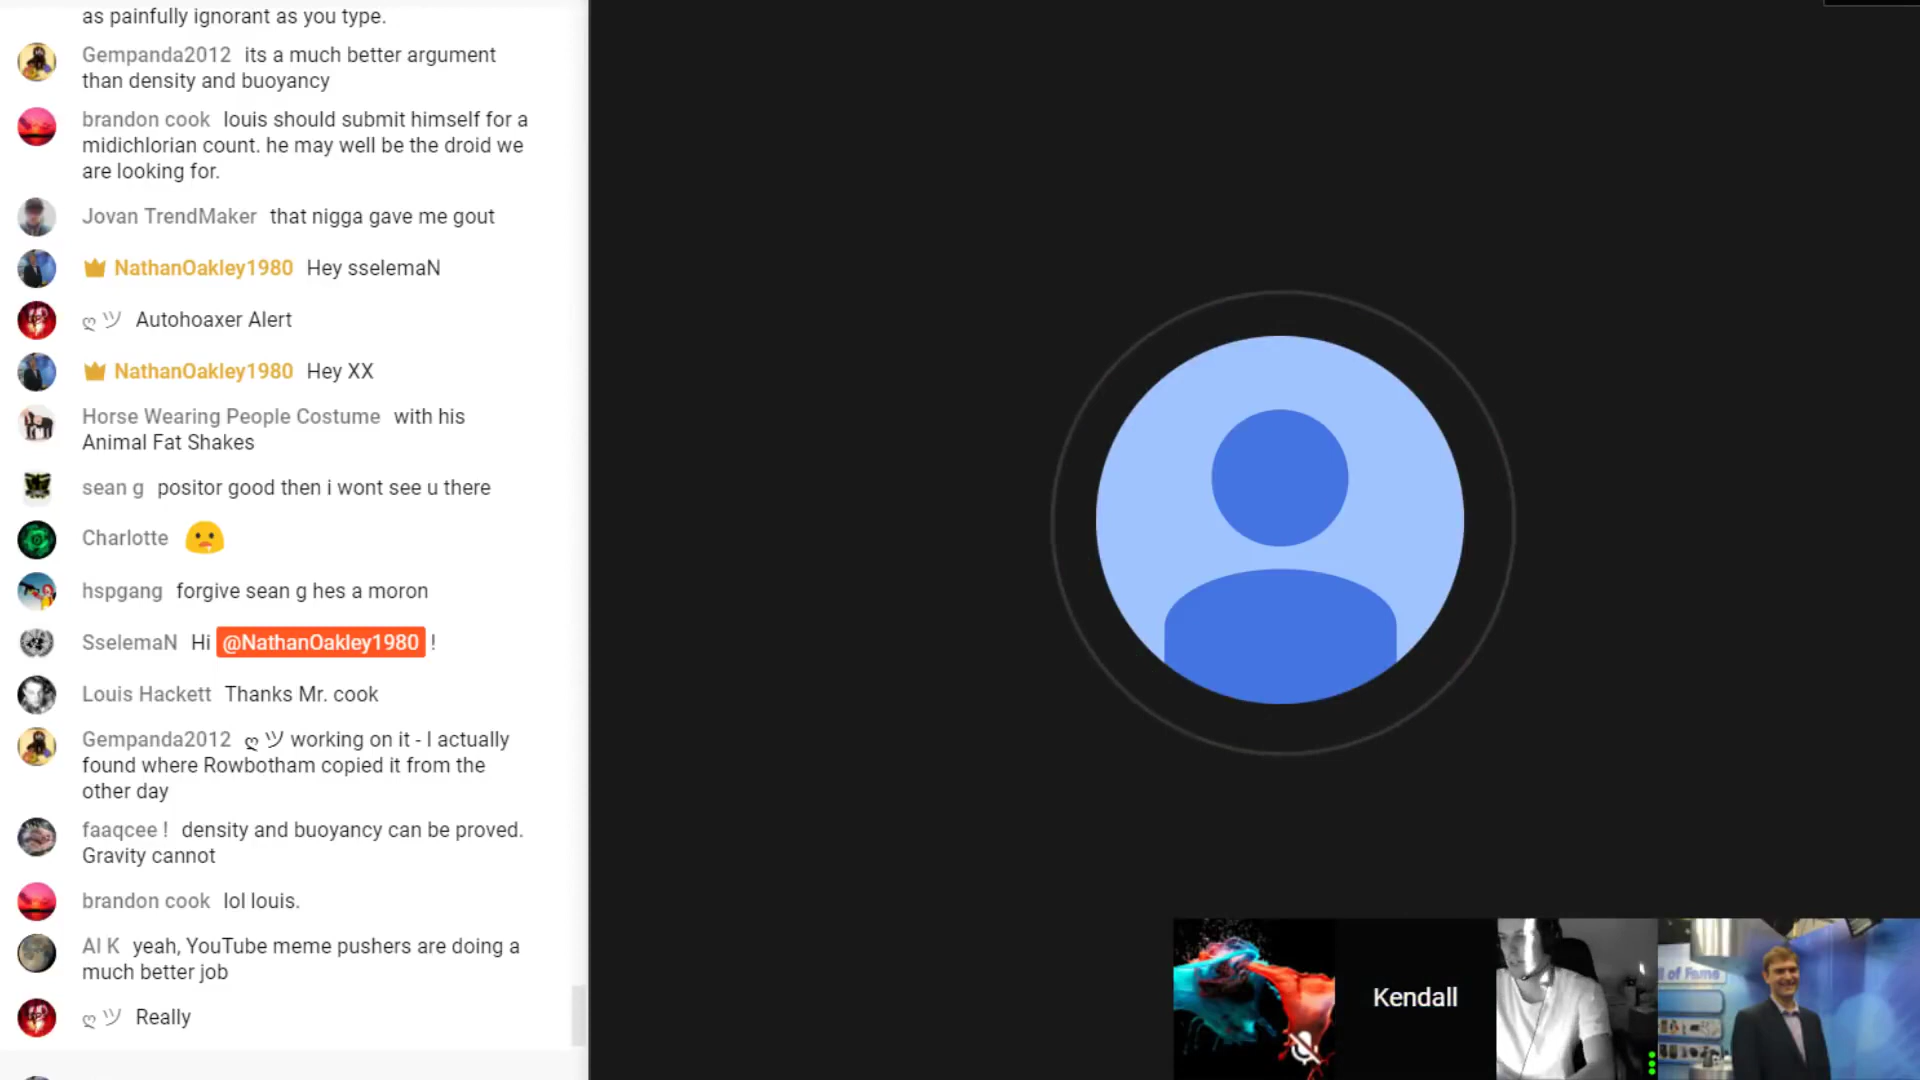 as painfully ignorant as you type.
Gempanda2012 its a much better argument
than density and buoyancy
brandon cook louis should submit himself for a
midichlorian count. he may well be the droid we
are looking for.
Jovan TrendMaker that nigga gave me gout
NathanOakley1980 Hey sselemaN
ღ ツ Autohoaxer Alert
NathanOakley1980 Hey XX
Horse Wearing People Costume with his
Animal Fat Shakes
sean g positor good then i wont see u there
Charlotte
hspgang forgive sean g hes a moron
SselemaN Hi @NathanOakley1980 !
Louis Hackett Thanks Mr. cook
Gempanda2012 ღ ツ working on it - I actually
found where Rowbotham copied it from the
other day
faaqcee ! density and buoyancy can be proved.
Gravity cannot
brandon cook lol louis.
Al K yeah, YouTube meme pushers are doing a
much better job
ღ ツ Really
Kendall
of Fame